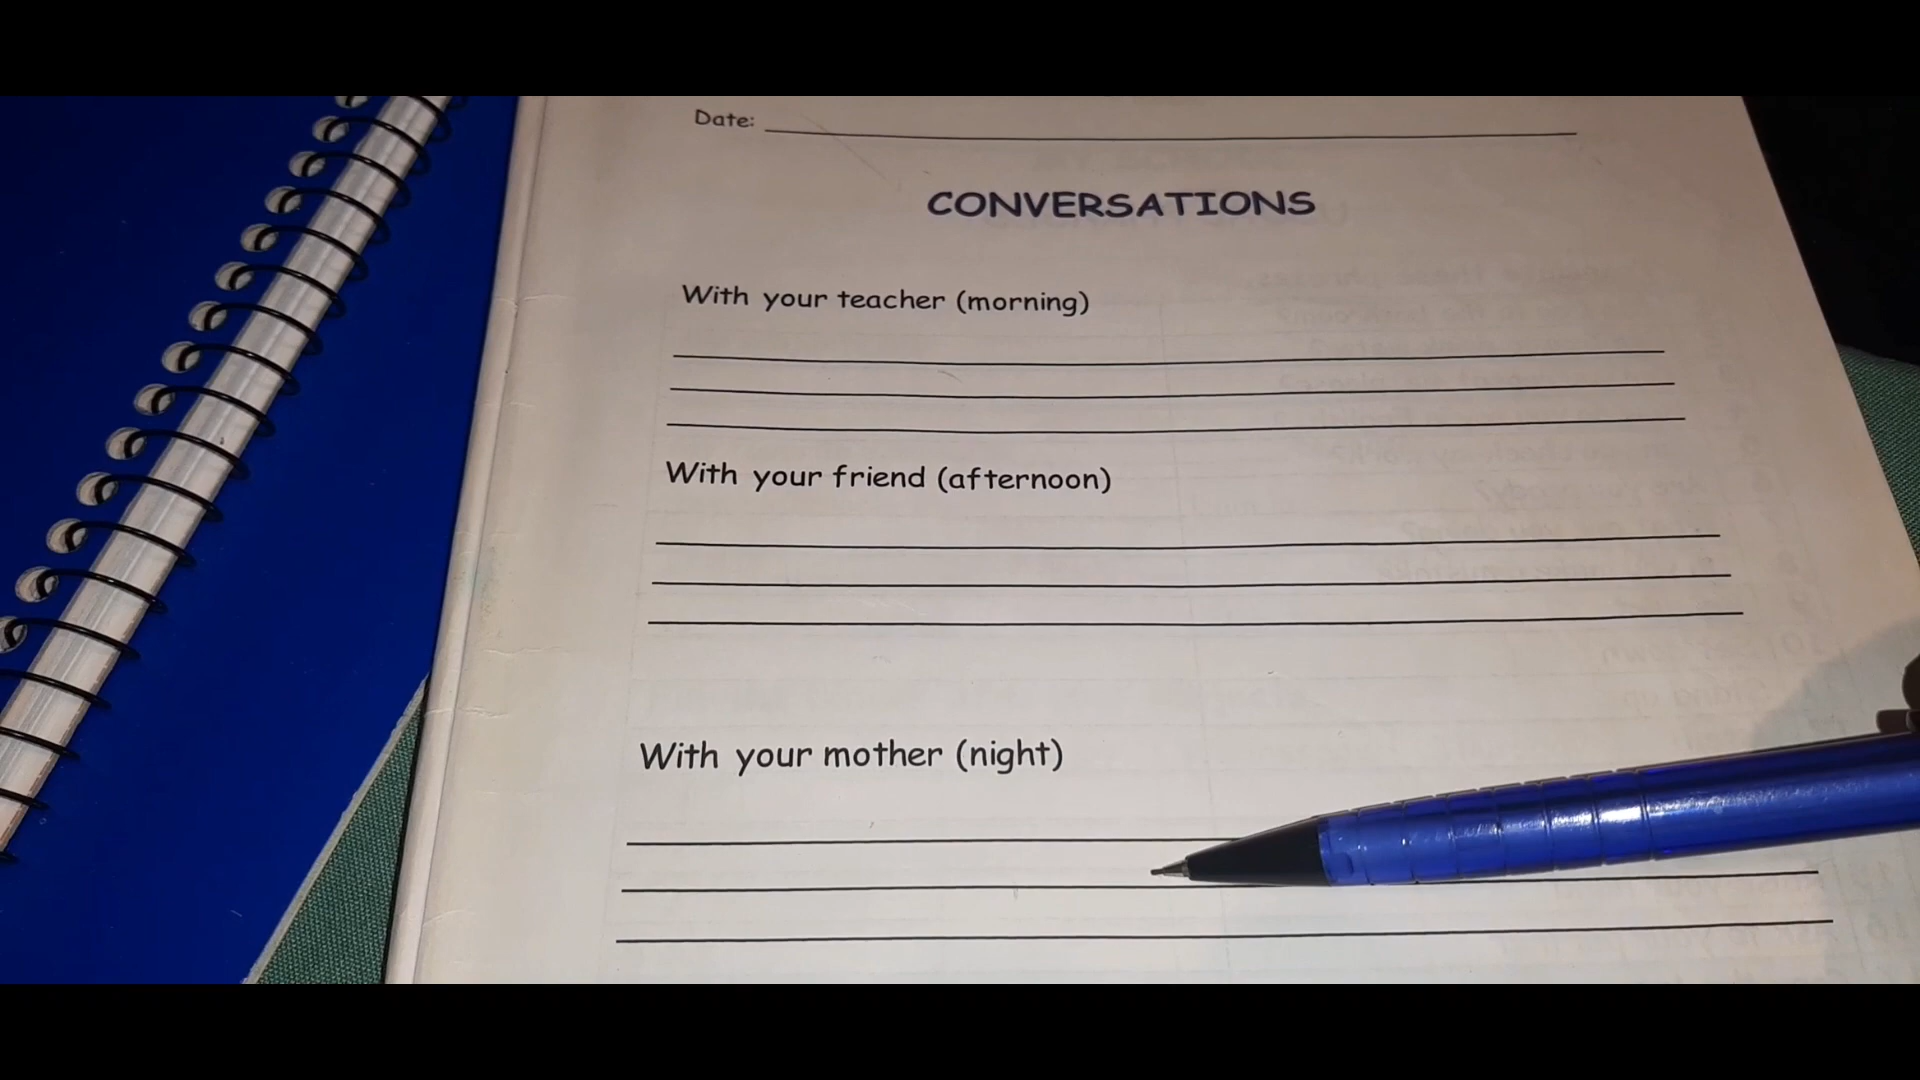 Date:
CONVERSATIONS
With your teacher (morning)
With your friend (afternoon)
With your mother (night)